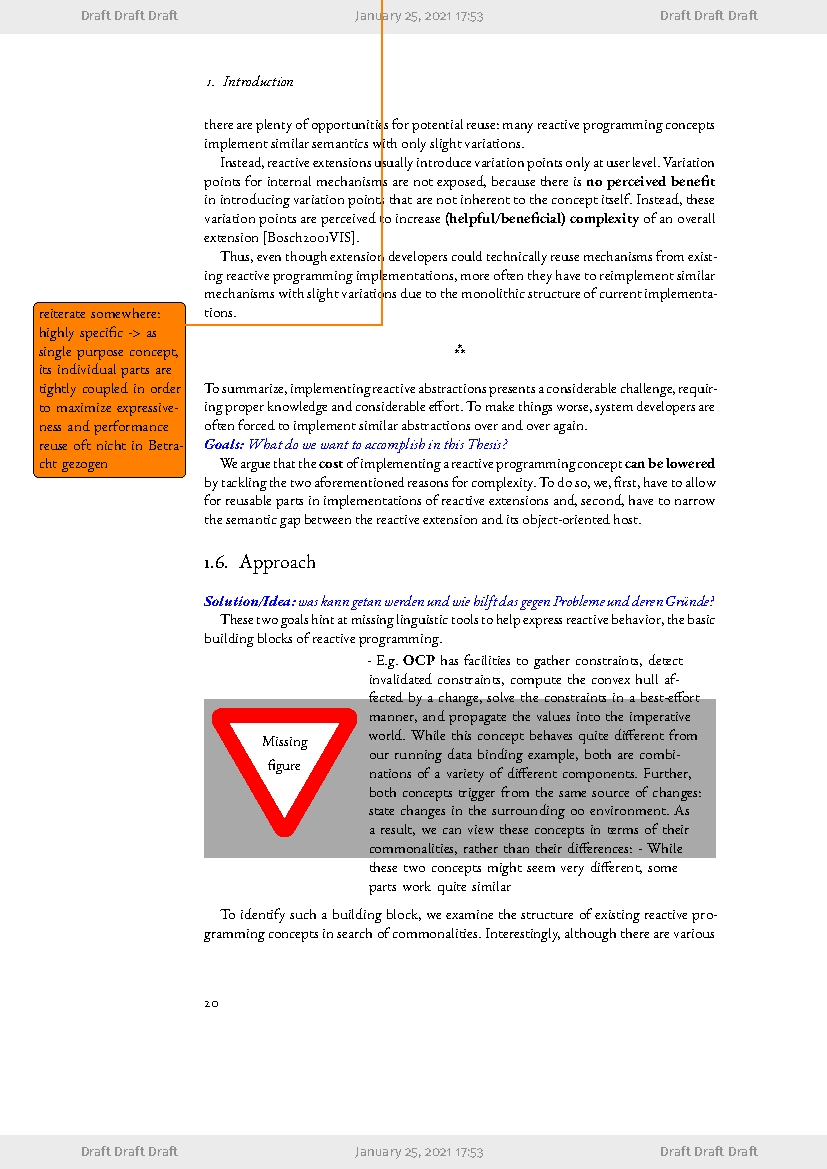 Draft Draft Draft January 25, 2021 17:53 Draft Draft Draft
1. Introduction
there are plenty of opportunities for potential reuse: many reactive programming concepts
implement similar semantics with only slight variations.
Instead, reactive extensions usually introduce variation points only at user level. Variation
points for internal mechanisms are not exposed, because there is no perceived benefit
in introducing variation points that are not inherent to the concept itself. Instead, these
variation points are perceived to increase (helpful/beneficial) complexity of an overall
extension [Bosch2001VIS].
Thus, even though extension developers could technically reuse mechanisms from exist-
ing reactive programming implementations, more often they have to reimplement similar
mechanisms with slight variations due to the monolithic structure of current implementa-
tions.
reiterate somewhere:
highly specific -> as
single purpose concept,
its individual parts are
tightly coupled in order
to maximize expressive-
ness and performance
reuse oft nicht in Betra-
cht gezogen
⁂
To summarize, implementing reactive abstractions presents a considerable challenge, requir-
ing proper knowledge and considerable effort. To make things worse, system developers are
often forced to implement similar abstractions over and over again.
Goals: What do we want to accomplish in this Thesis?
We argue that the cost of implementing a reactive programming concept can be lowered
by tackling the two aforementioned reasons for complexity. To do so, we, first, have to allow
for reusable parts in implementations of reactive extensions and, second, have to narrow
the semantic gap between the reactive extension and its object-oriented host.
1.6. Approach
Solution/Idea: was kann getan werden und wie hilft das gegen Probleme und deren Gründe?
These two goals hint at missing linguistic tools to help express reactive behavior, the basic
building blocks of reactive programming.
Missing
figure
- E.g. OCP has facilities to gather constraints, detect
invalidated constraints, compute the convex hull af-
fected by a change, solve the constraints in a best-effort
manner, and propagate the values into the imperative
world. While this concept behaves quite different from
our running data binding example, both are combi-
nations of a variety of different components. Further,
both concepts trigger from the same source of changes:
state changes in the surrounding oo environment. As
a result, we can view these concepts in terms of their
commonalities, rather than their differences: - While
these two concepts might seem very different, some
parts work quite similar
To identify such a building block, we examine the structure of existing reactive pro-
gramming concepts in search of commonalities. Interestingly, although there are various
20
Draft Draft Draft January 25, 2021 17:53 Draft Draft Draft